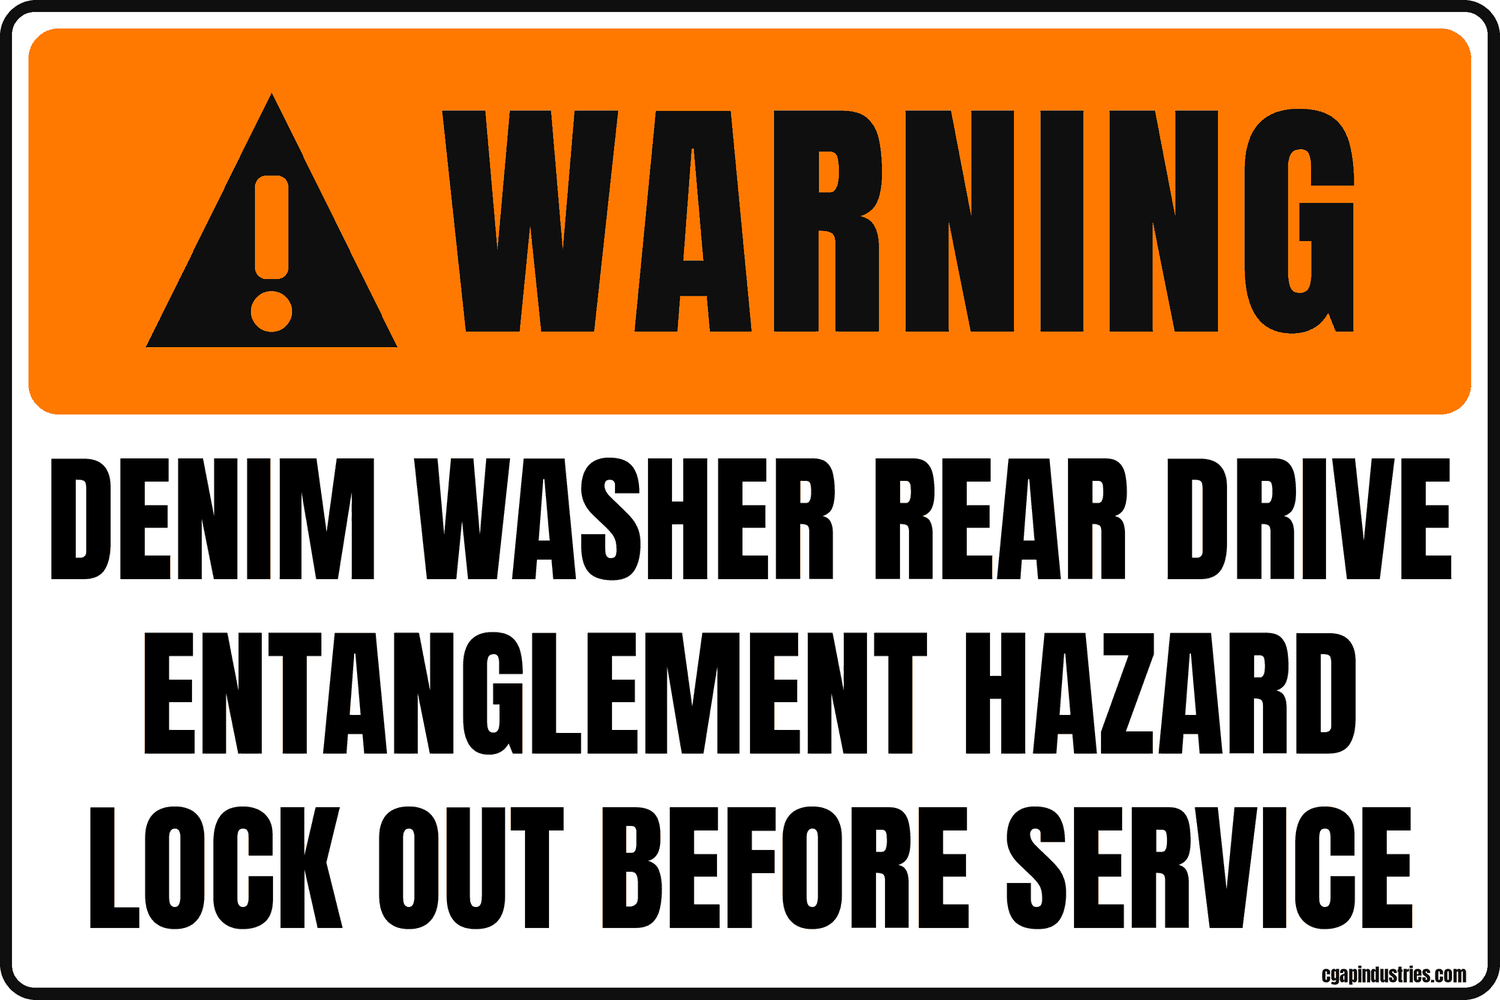 WARNING
DENIM WASHER REAR DRIVE
ENTANGLEMENT HAZARD
LOCK OUT BEFORE SERVICE
cgapindustries.com